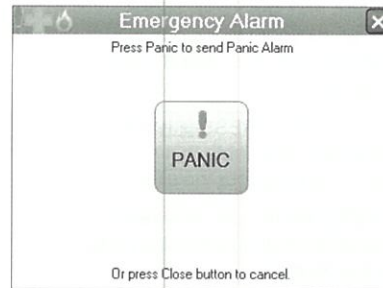 Emergency Alarm
Press Panic to send Panic Alarm
!
PANIC
Or press Close button to cancel.